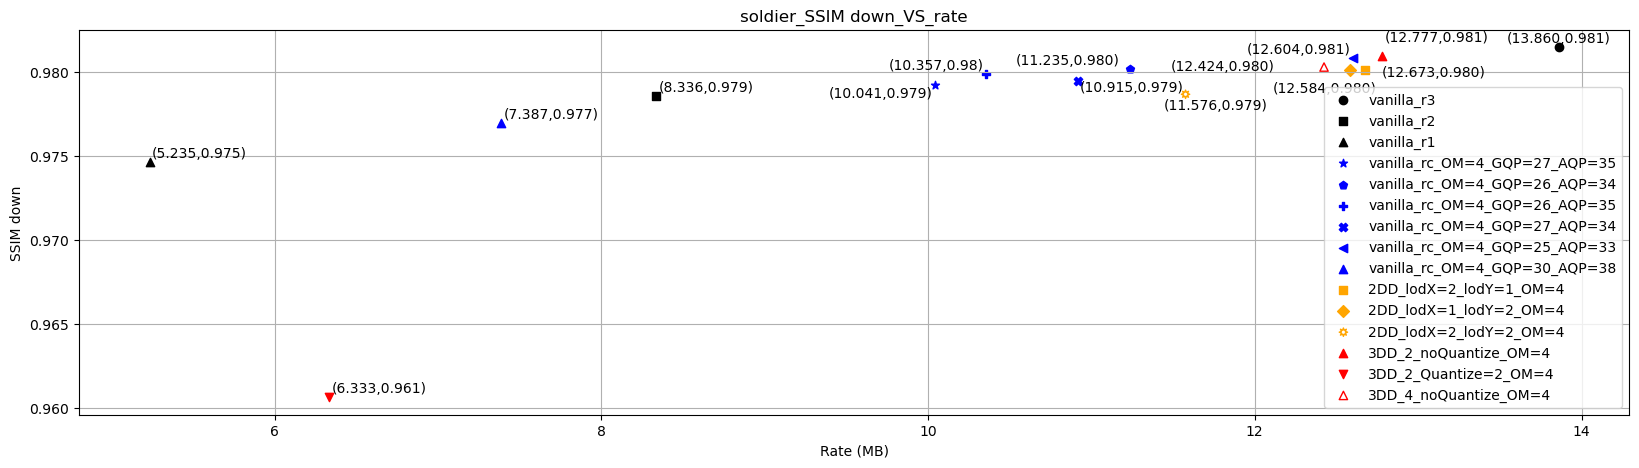 soldier_SSIM down_VS_rate
SSIM down
0.980
0.975
0.970
0.965
0.960
(5.235,0.975)
(6.333,0.961)
(7.387,0.977)
(8.336,0.979)
(10.357,0.98)
(10.041,0.979)
(11.235,0.980)
(10.915,0.979)
(11.576,0.979)
(12.424,0.980)
(12.604,0.981)
(12.584,0.980)
(12.777,0.981)
(12.673,0.980)
(13.860,0.981)
vanilla_r3
vanilla_r2
vanilla_r1
vanilla_rc_OM=4_GQP=27_AQP=35
vanilla_rc_OM=4_GQP=26_AQP=34
vanilla_rc_OM=4_GQP=26_AQP=35
vanilla_rc_OM=4_GQP=27_AQP=34
vanilla_rc_OM=4_GQP=25_AQP=33
vanilla_rc_OM=4_GQP=30_AQP=38
2DD_lodX=2_lodY=1_OM=4
2DD_lodX=1_lodY=2_OM=4
2DD_lodX=2_lodY=2_OM=4
3DD_2_noQuantize_OM=4
3DD_2_Quantize=2_OM=4
3DD_4_noQuantize_OM=4
6
8
10
12
14
Rate (MB)